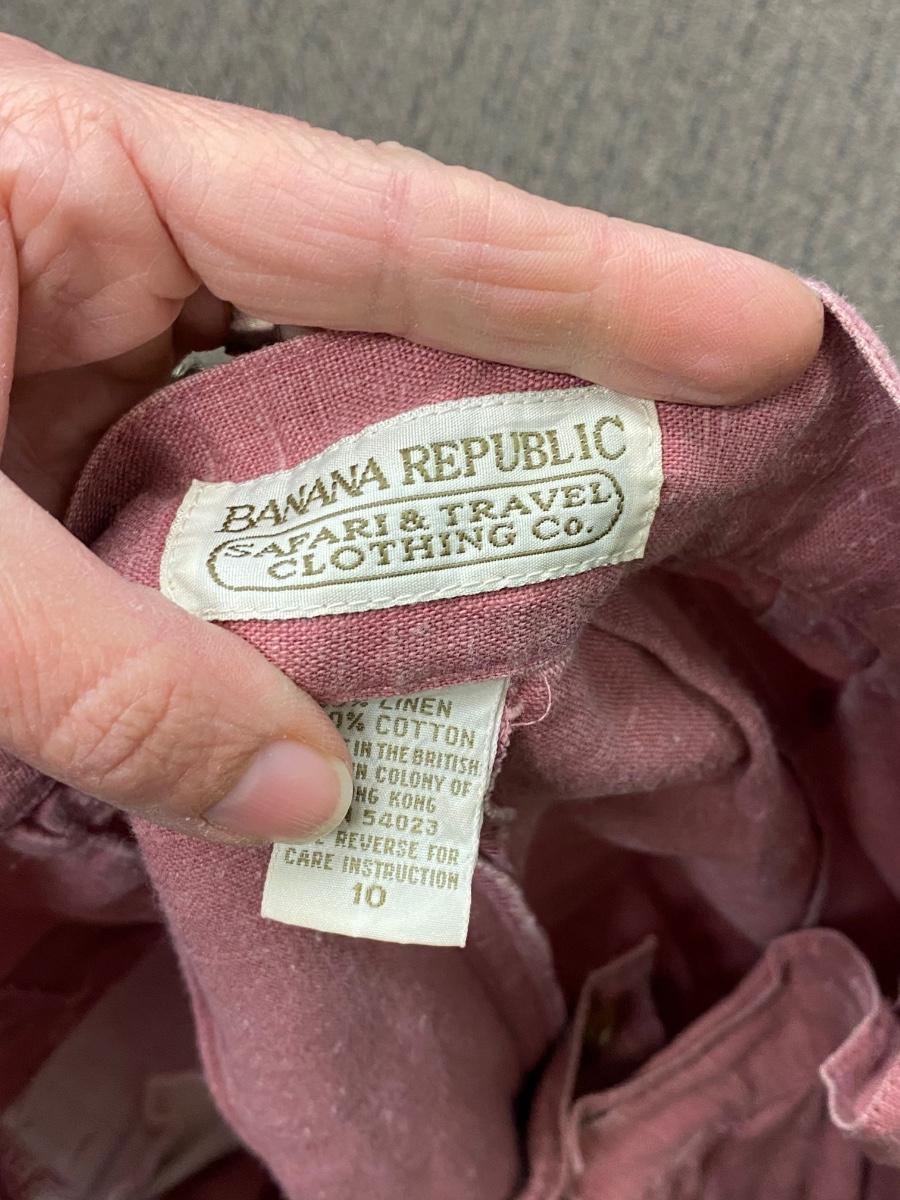 BANANA REPUBLIC
SAFARI & TRAVEL
CLOTHING Co.
% LINEN
0% COTTON
IN THE BRITISH
COLONY OF
KONG
54023
REVERSE FOR
CARE INSTRUCTION
10